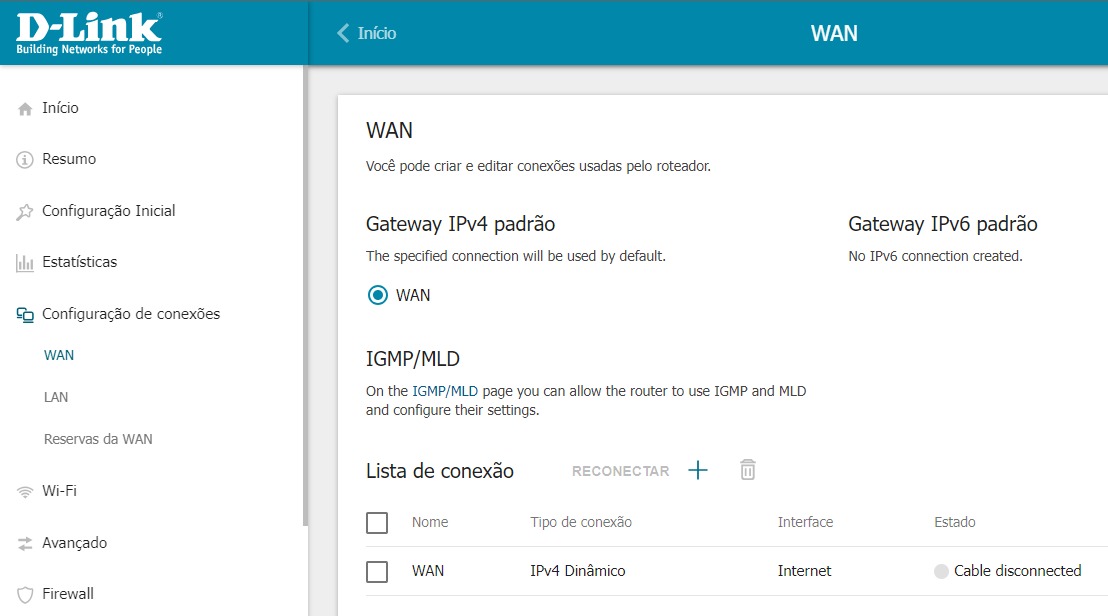 D-Link®
Building Networks for People
Início
WAN
Início
Resumo
Configuração Inicial
Estatísticas
Configuração de conexões
WAN
LAN
Reservas da WAN
Wi-Fi
Avançado
Firewall
WAN
Você pode criar e editar conexões usadas pelo roteador.
Gateway IPv4 padrão
The specified connection will be used by default.
WAN
Gateway IPv6 padrão
No IPv6 connection created.
IGMP/MLD
On the IGMP/MLD page you can allow the router to use IGMP and MLD
and configure their settings.
Lista de conexão RECONECTAR
Nome Tipo de conexão Interface Estado
WAN IPv4 Dinâmico Internet Cable disconnected